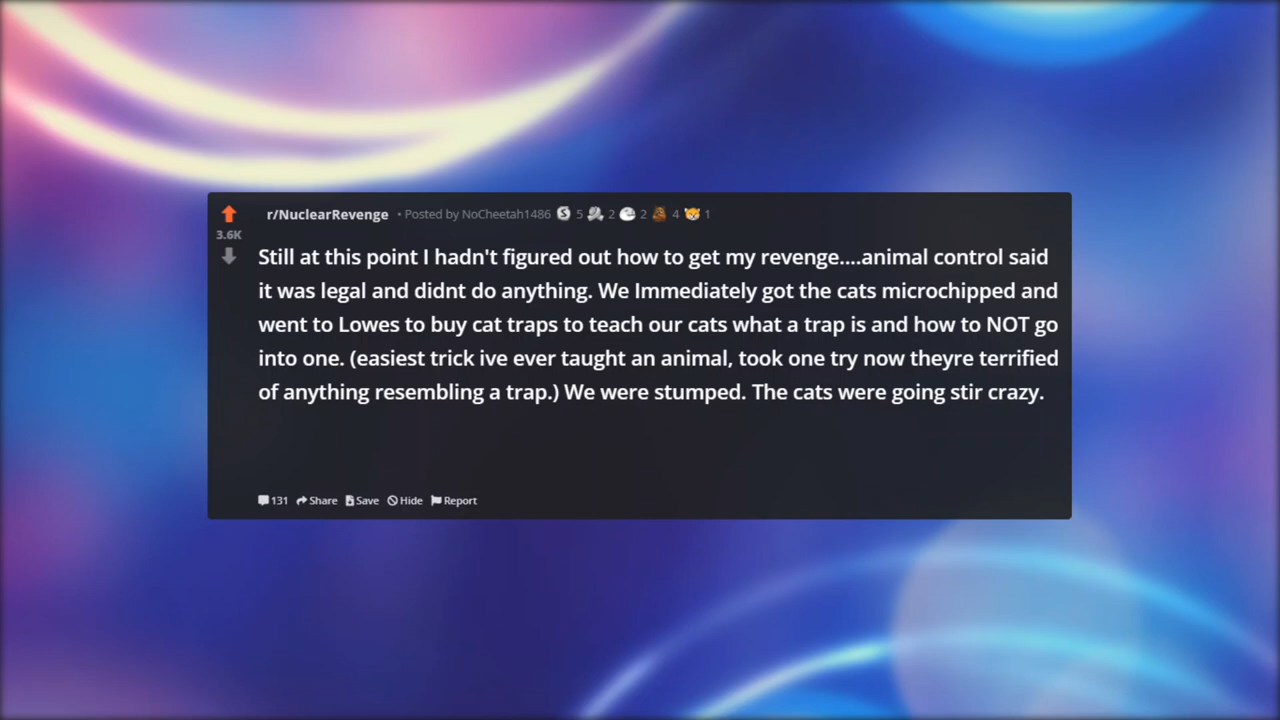 r/NuclearRevenge • Posted by NoCheetah1486 5 2 2 4 1
3.6K
Still at this point I hadn't figured out how to get my revenge....animal control said
it was legal and didnt do anything. We Immediately got the cats microchipped and
went to Lowes to buy cat traps to teach our cats what a trap is and how to NOT go
into one. (easiest trick ive ever taught an animal, took one try now theyre terrified
of anything resembling a trap.) We were stumped. The cats were going stir crazy.
131 Share Save Hide Report